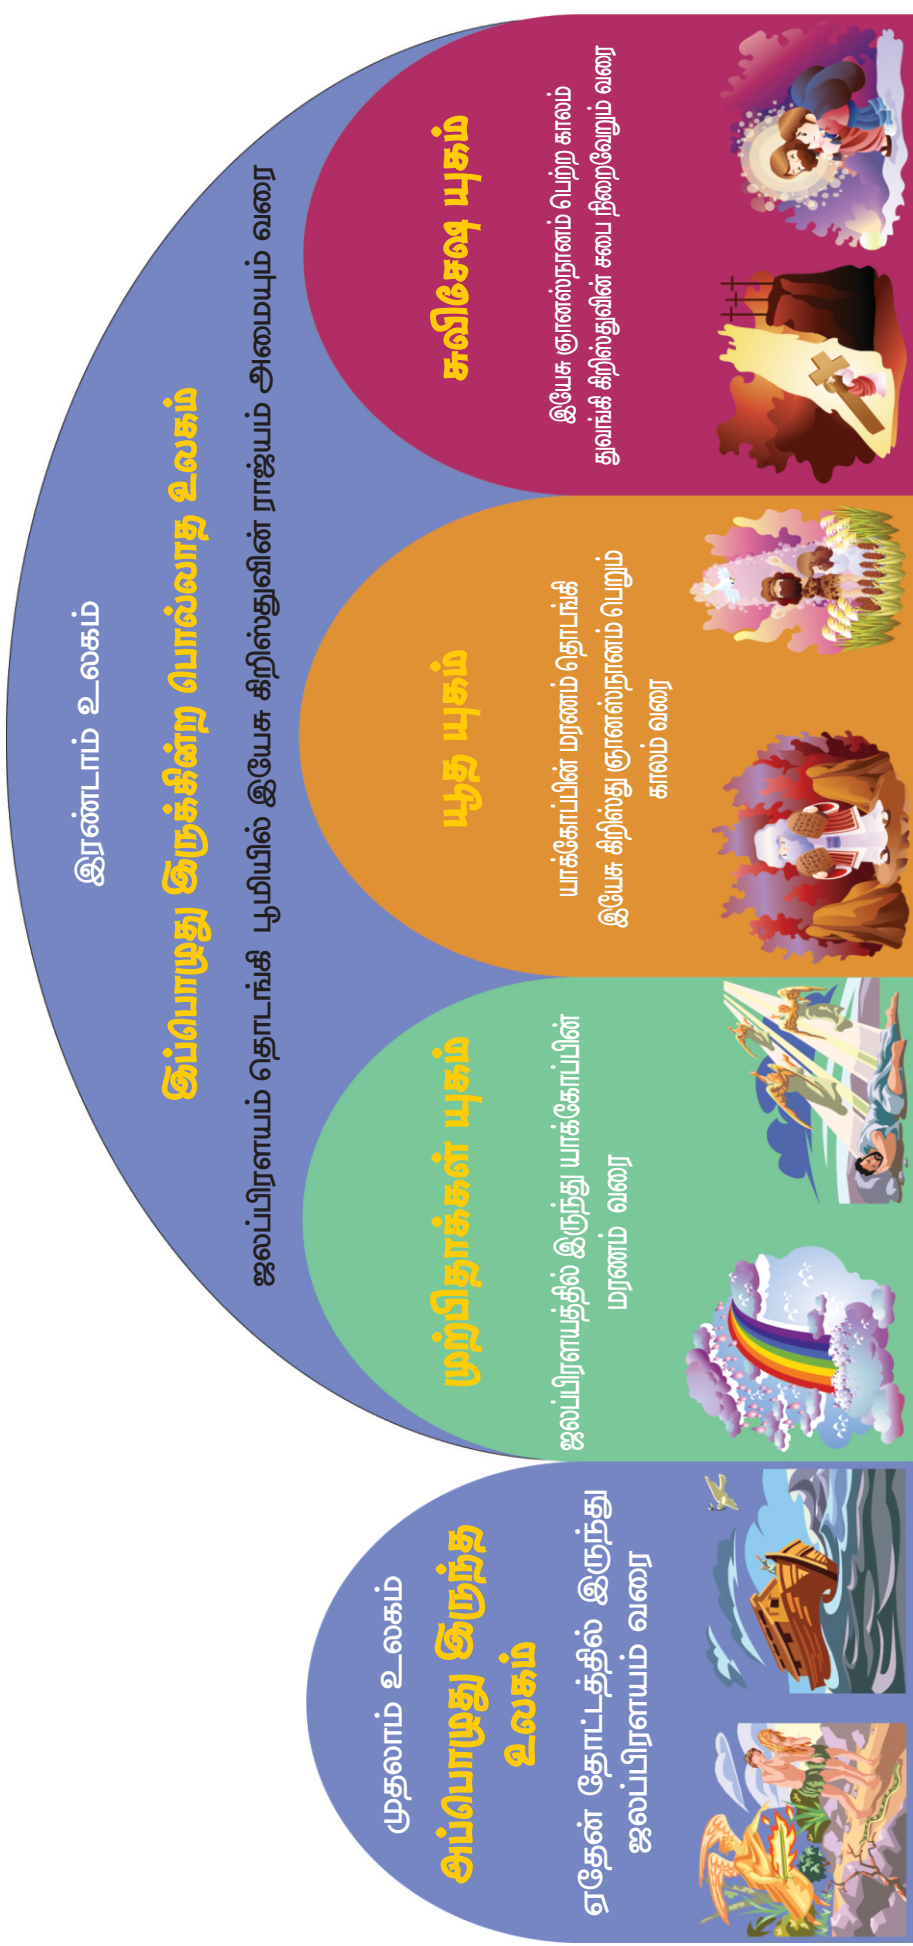 முதலாம் உலகம்
அப்பொழுது இருந்த
உலகம்
ஏதேன் தோட்டத்தில் இருந்து
ஜலப்பிரளயம் வரை
இரண்டாம் உலகம்
இப்பொழுது இருக்கின்ற பொல்லாத உலகம்
ஜலப்பிரளயம் தொடங்கி பூமியில் இயேசு கிறிஸ்துவின் ராஜ்யம் அமையும் வரை
முற்பிதாக்கள் யுகம்
ஜலப்பிரளயத்தில் இருந்து யாக்கோப்பின்
மரணம் வரை
யூத யுகம்
யாக்கோப்பின் மரணம் தொடங்கி
இயேசு கிறிஸ்து ஞானஸ்நானம் பெறும்
காலம் வரை
சுவிசேஷ யுகம்
இயேசு ஞானஸ்நானம் பெற்ற காலம்
துவங்கி கிறிஸ்துவின் சபை நிறைவேறும் வரை